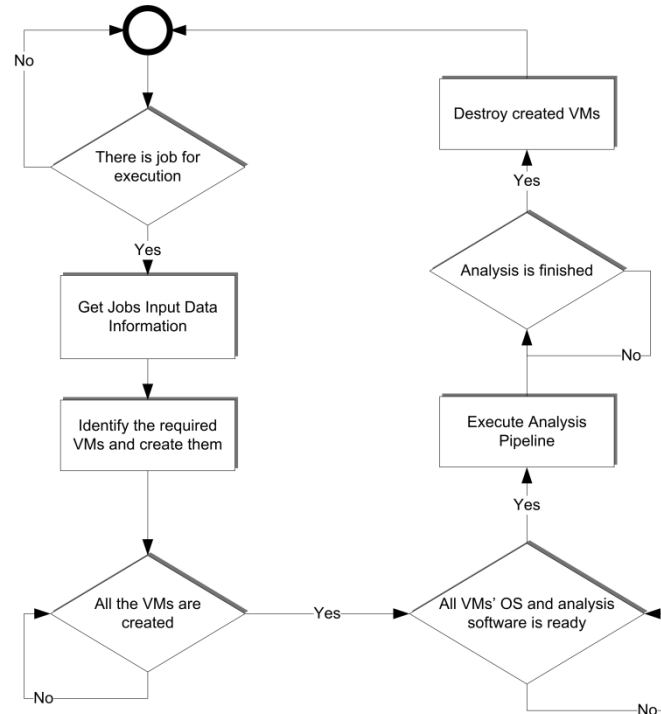 No
There is job for
execution
Yes
Get Jobs Input Data
Information
Identify the required
VMs and create them
All the VMs are
created
No
Yes
All VMs' OS and analysis
software is ready
No
Yes
Execute Analysis
Pipeline
Analysis is finished
No
Yes
Destroy created VMs